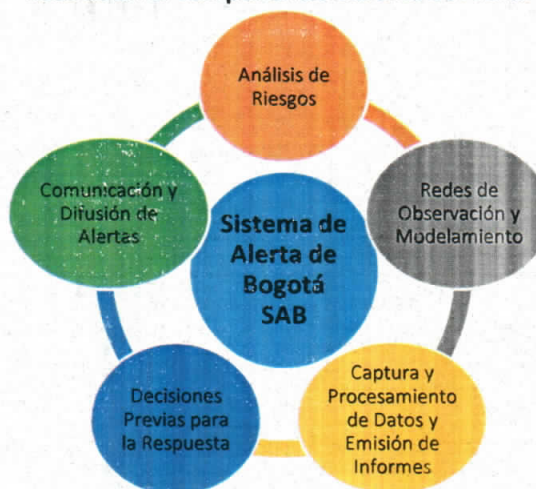 Análisis de
Riesgos
Redes de
Observación y
Modelamiento
Captura y
Procesamiento
de Datos y
Emisión de
Informes
Decisiones
Previas para
la Respuesta
Comunicación y
Difusión de
Alertas
Sistema de
Alerta de
Bogotá
SAB